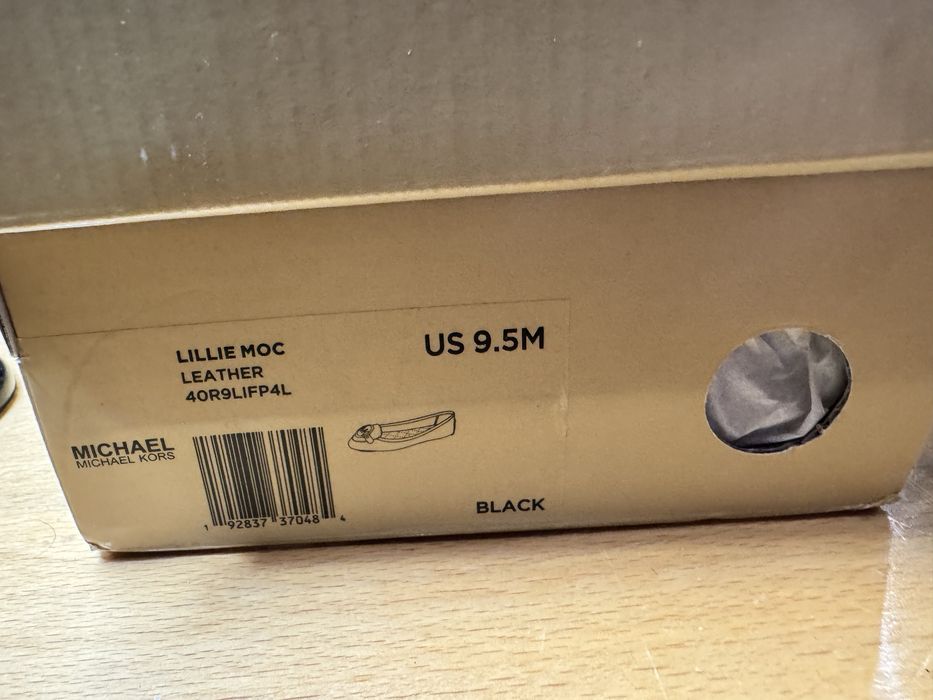 LILLIE MOC
LEATHER
40R9LIFP4L
US 9.5M
MICHAEL
MICHAEL KORS
1 92837 37048 4
BLACK